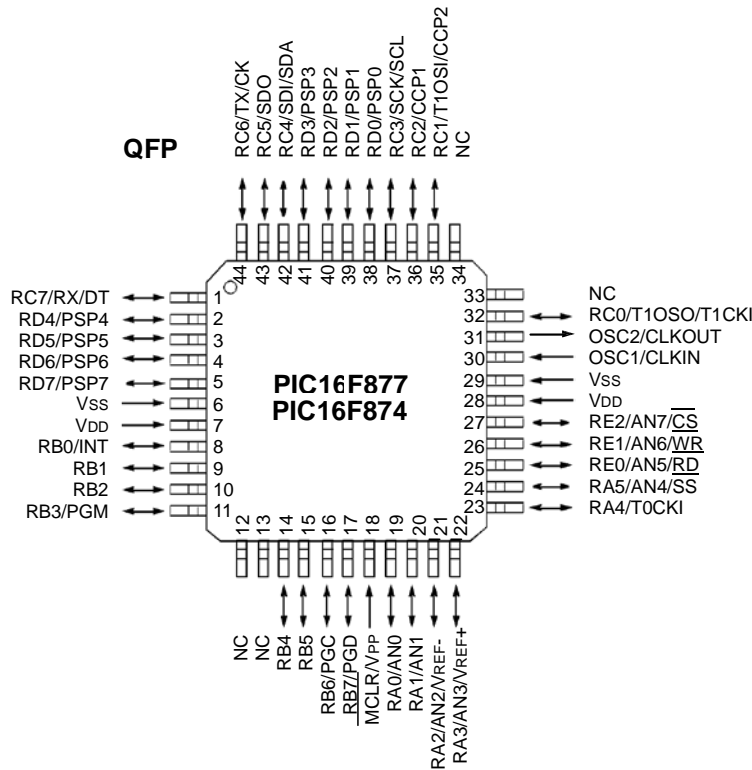 QFP
RC6/TX/CK
RC5/SDO
RC4/SDI/SDA
RD3/PSP3
RD2/PSP2
RD1/PSP1
RD0/PSP0
RC3/SCK/SCL
RC2/CCP1
RC1/T1OSI/CCP2
NC
44
43
42
41
40
39
38
37
36
35
34
RC7/RX/DT 1
RD4/PSP4 2
RD5/PSP5 3
RD6/PSP6 4
RD7/PSP7 5
VSS 6
VDD 7
RB0/INT 8
RB1 9
RB2 10
RB3/PGM 11
PIC16F877
PIC16F874
33 NC
32 RC0/T1OSO/T1CKI
31 OSC2/CLKOUT
30 OSC1/CLKIN
29 VSS
28 VDD
27 RE2/AN7/CS
26 RE1/AN6/WR
25 RE0/AN5/RD
24 RA5/AN4/SS
23 RA4/T0CKI
12
13
14
15
16
17
18
19
20
21
22
NC
NC
RB4
RB5
RB6/PGC
RB7/PGD
MCLR/VPP
RA0/AN0
RA1/AN1
RA2/AN2/VREF-
RA3/AN3/VREF+